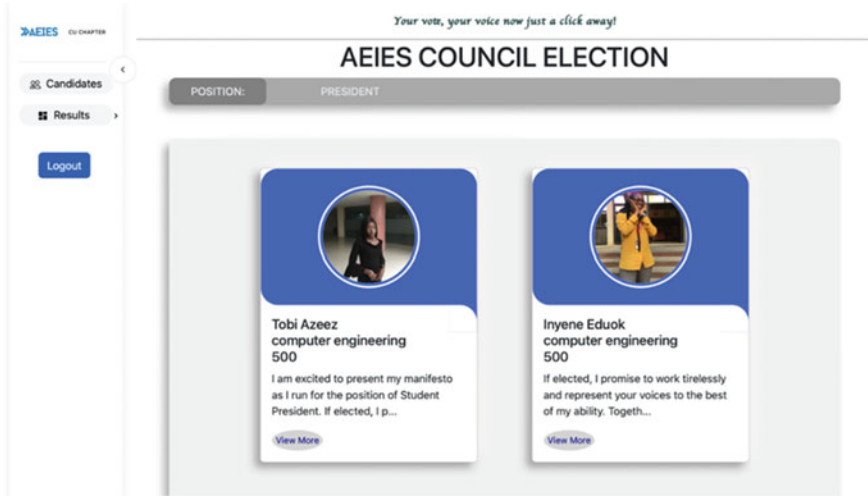 Your vote, your voice now just a click away!
AEIES CU CHAPTER
AEIES COUNCIL ELECTION
Candidates
Results
Logout
POSITION: PRESIDENT
Tobi Azeez
computer engineering
500
I am excited to present my manifesto
as I run for the position of Student
President. If elected, I p...
View More
Inyene Eduok
computer engineering
500
If elected, I promise to work tirelessly
and represent your voices to the best
of my ability. Togeth...
View More